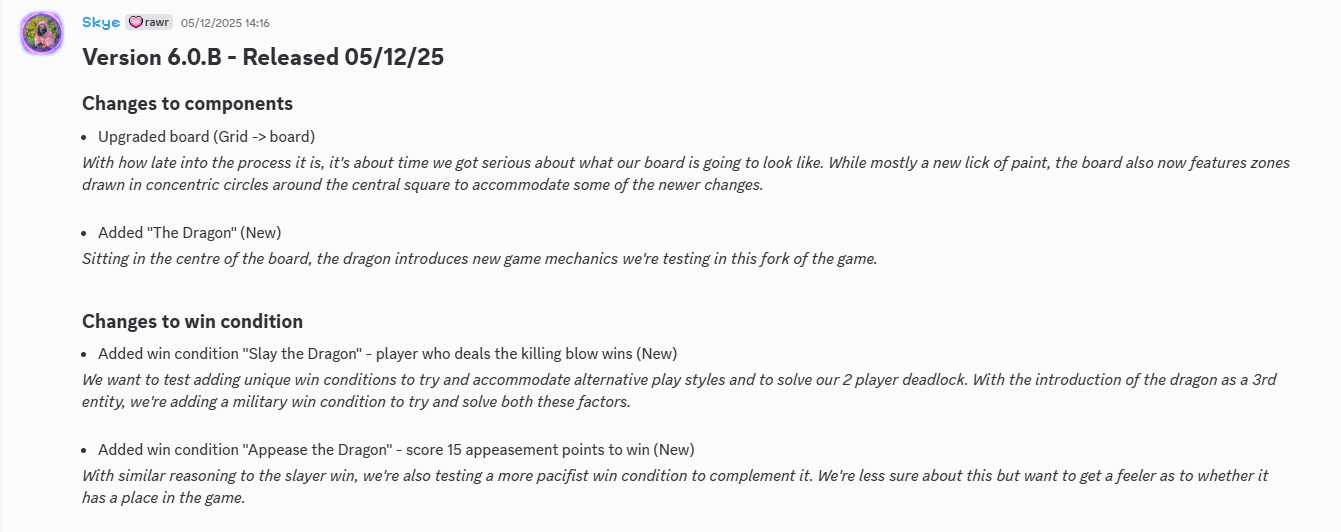 Skye rawr 05/12/2025 14:16
Version 6.0.B - Released 05/12/25
Changes to components
• Upgraded board (Grid -> board)
With how late into the process it is, it's about time we got serious about what our board is going to look like. While mostly a new lick of paint, the board also now features zones
drawn in concentric circles around the central square to accommodate some of the newer changes.
• Added "The Dragon" (New)
Sitting in the centre of the board, the dragon introduces new game mechanics we're testing in this fork of the game.
Changes to win condition
• Added win condition "Slay the Dragon" - player who deals the killing blow wins (New)
We want to test adding unique win conditions to try and accommodate alternative play styles and to solve our 2 player deadlock. With the introduction of the dragon as a 3rd
entity, we're adding a military win condition to try and solve both these factors.
• Added win condition "Appease the Dragon" - score 15 appeasement points to win (New)
With similar reasoning to the slayer win, we're also testing a more pacifist win condition to complement it. We're less sure about this but want to get a feeler as to whether it
has a place in the game.